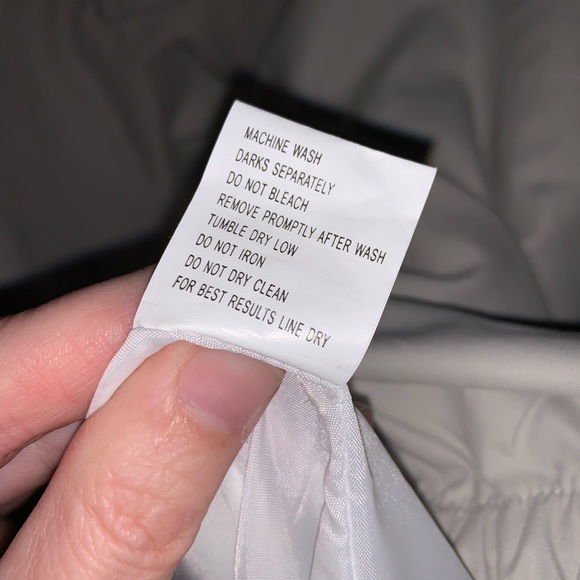 MACHINE WASH
DARKS SEPARATELY
DO NOT BLEACH
REMOVE PROMPTLY AFTER WASH
TUMBLE DRY LOW
DO NOT IRON
DO NOT DRY CLEAN
FOR BEST RESULTS LINE DRY